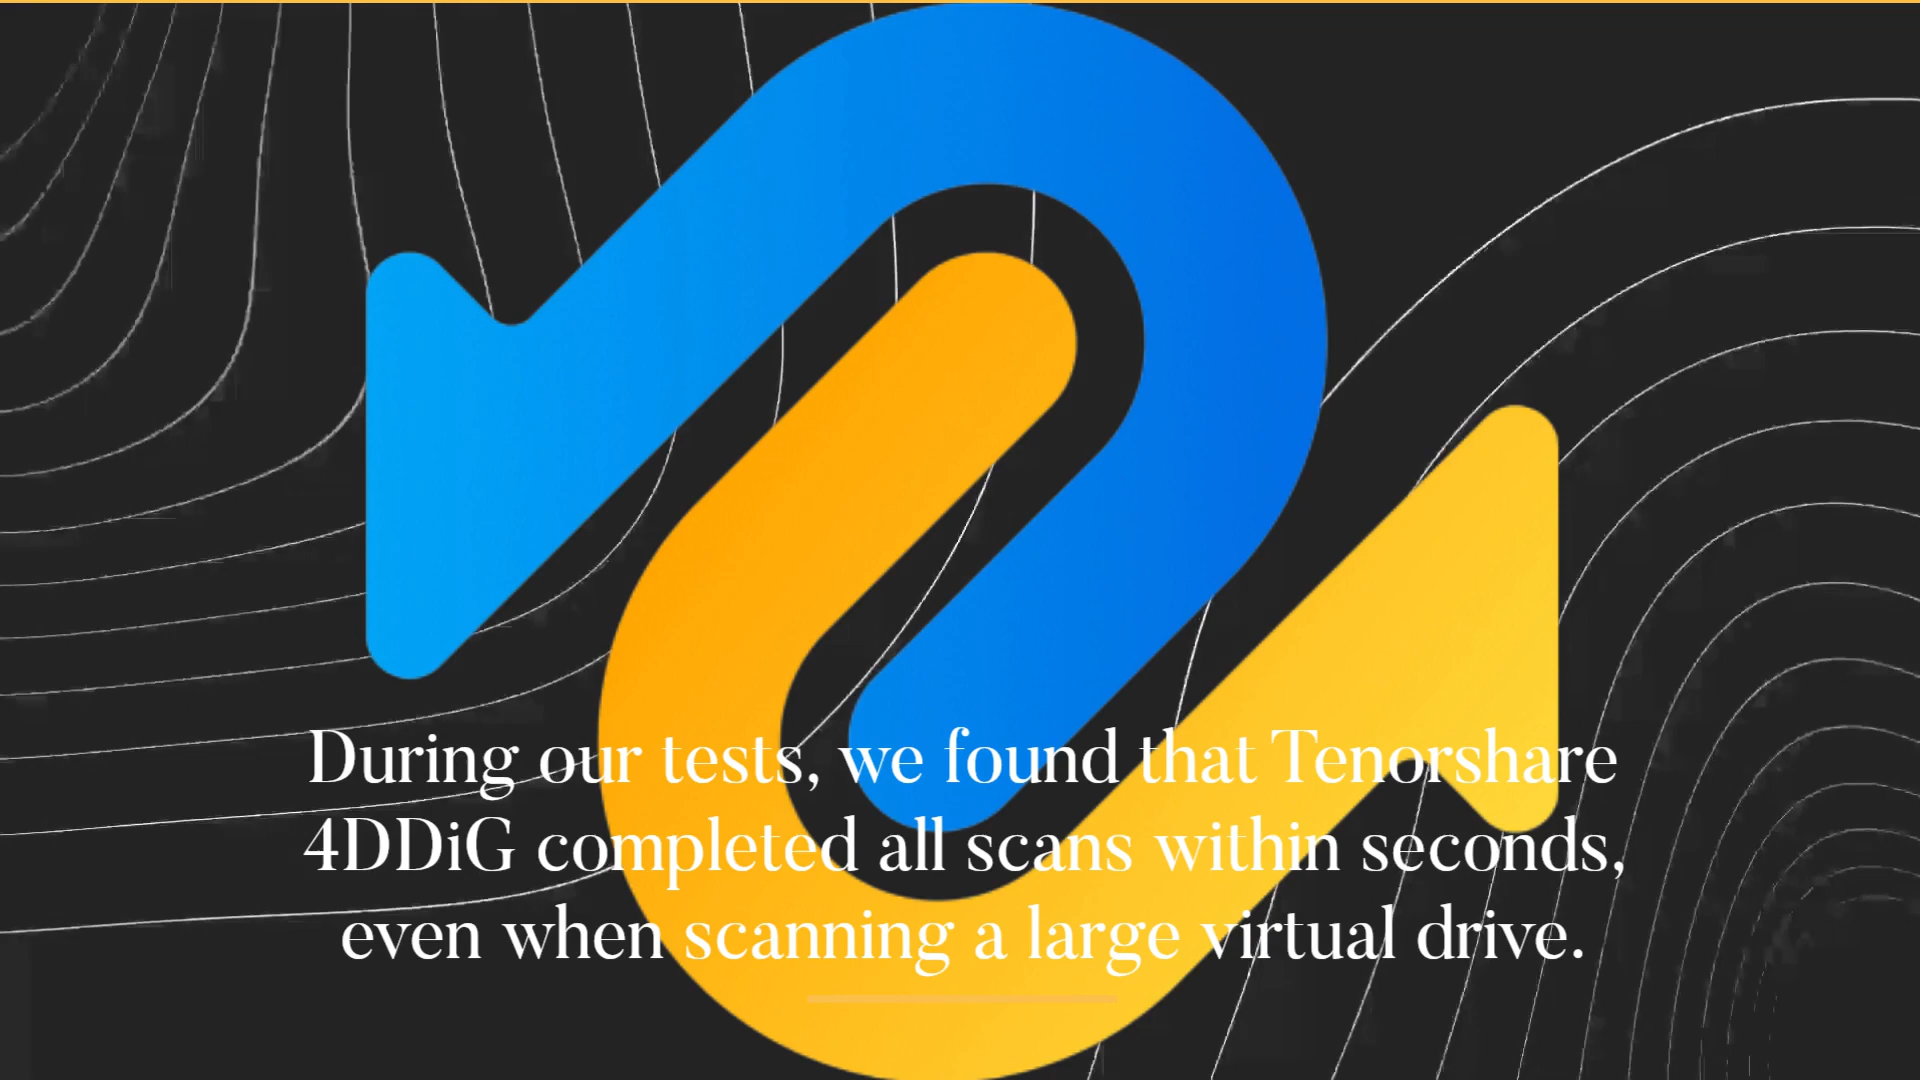 During our tests, we found that Tenorshare
4DDiG completed all scans within seconds,
even when scanning a large virtual drive.